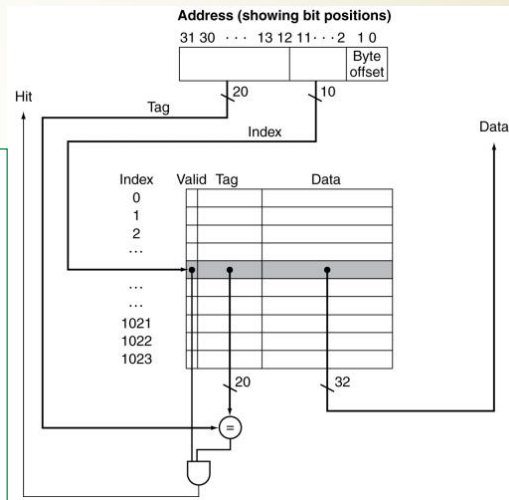 Address (showing bit positions)
31 30 · · · 13 12 11 · · · 2 1 0
Byte
offset
Hit
20
10
Tag
Index
Data
Index Valid Tag Data
0
1
2
...
...
...
1021
1022
1023
20
32
=